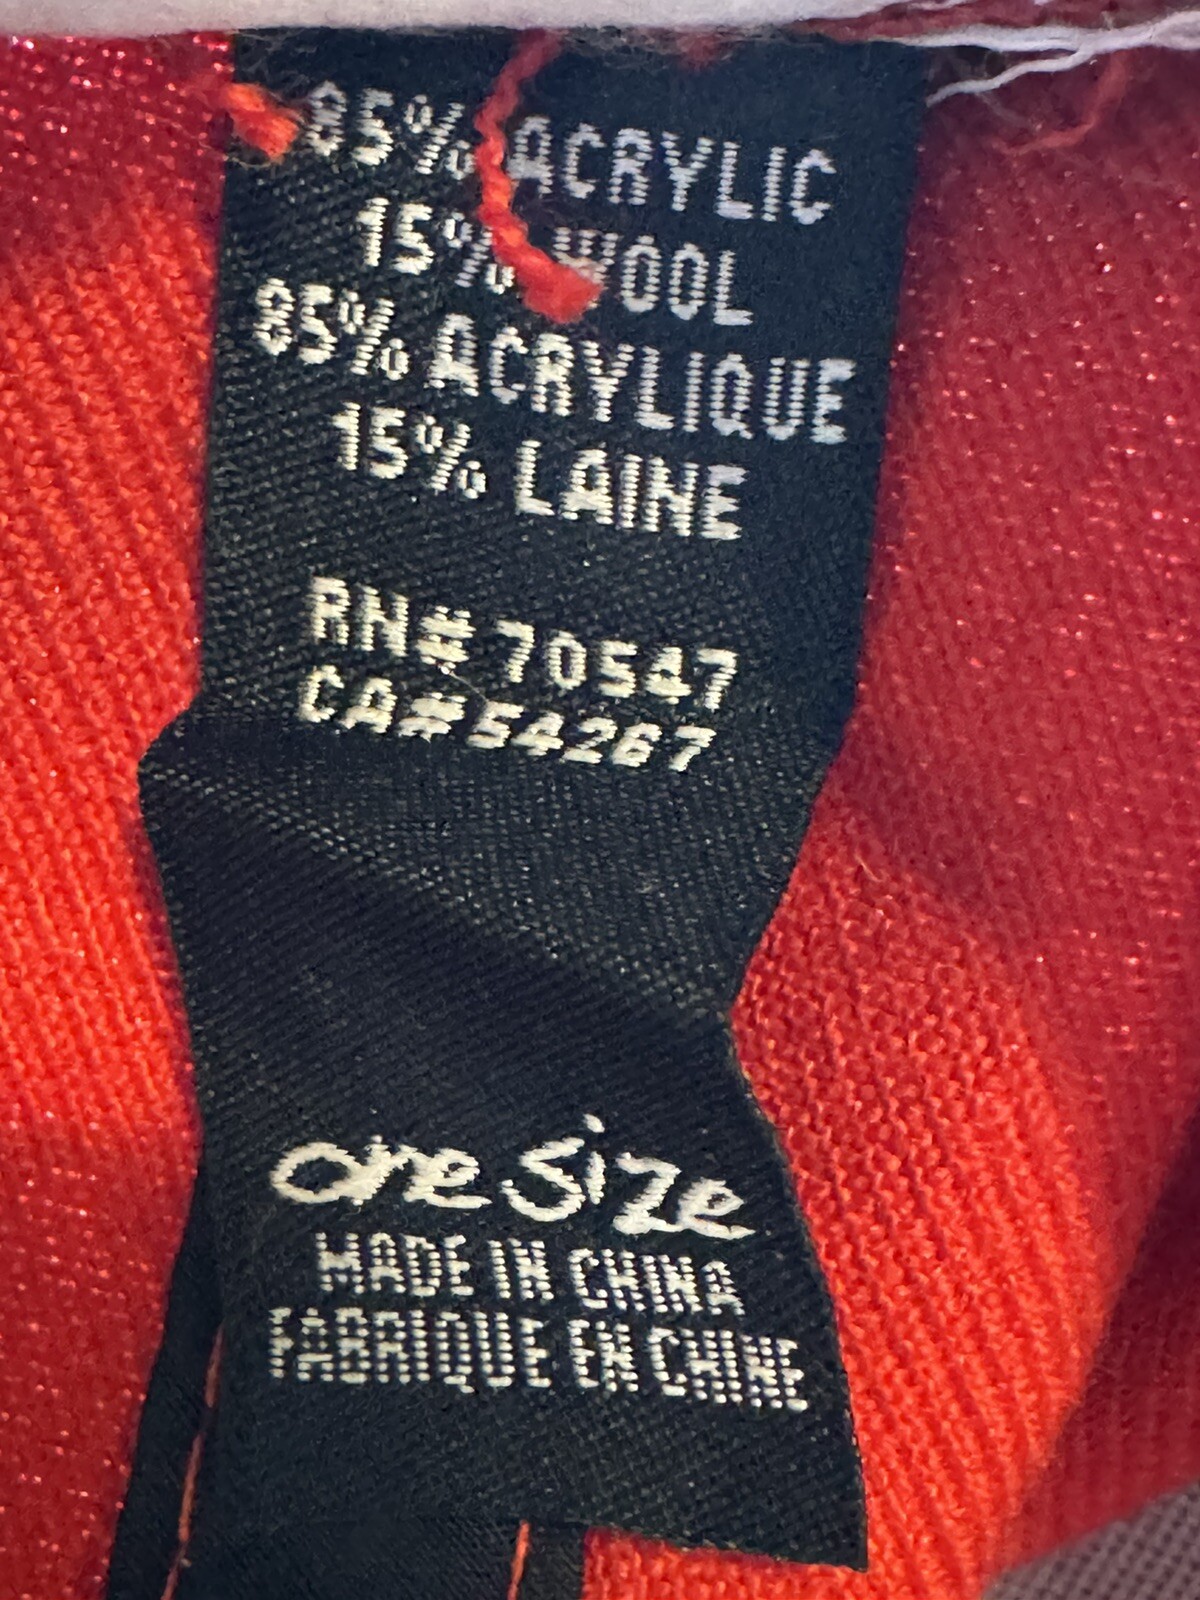 85% ACRYLIC
15% WOOL
85% ACRYLIQUE
15% LAINE
RN# 70547
CA# 54267
one size
MADE IN CHINA
FABRIQUE EN CHINE